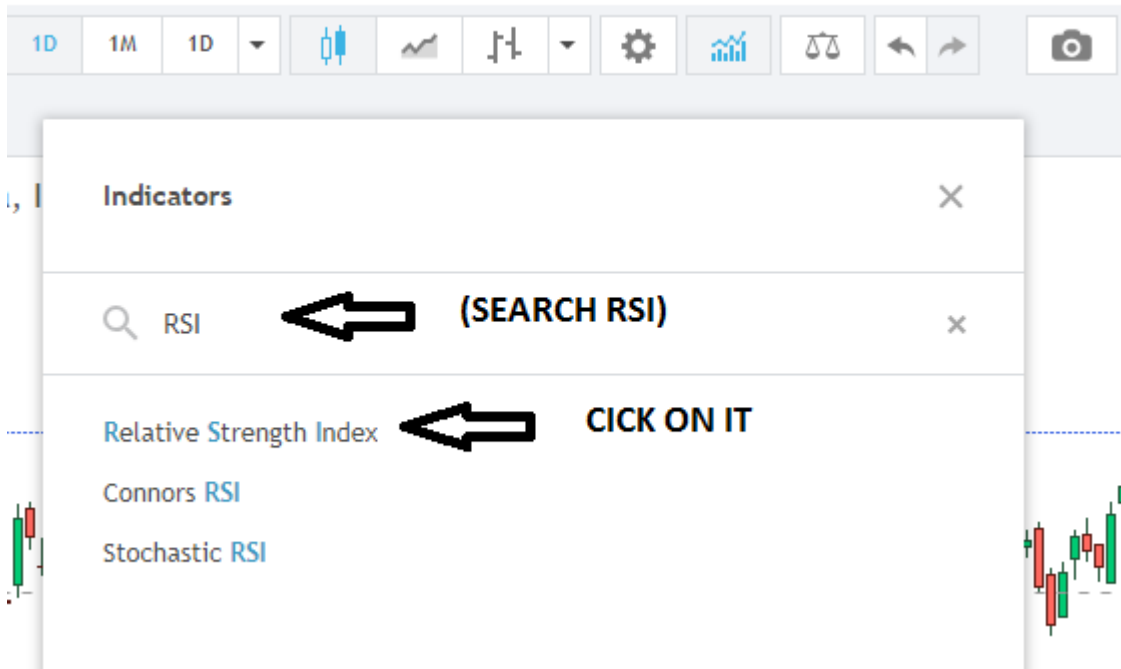 1D 1M 1D
, l
Indicators
RSI (SEARCH RSI)
Relative Strength Index CICK ON IT
Connors RSI
Stochastic RSI